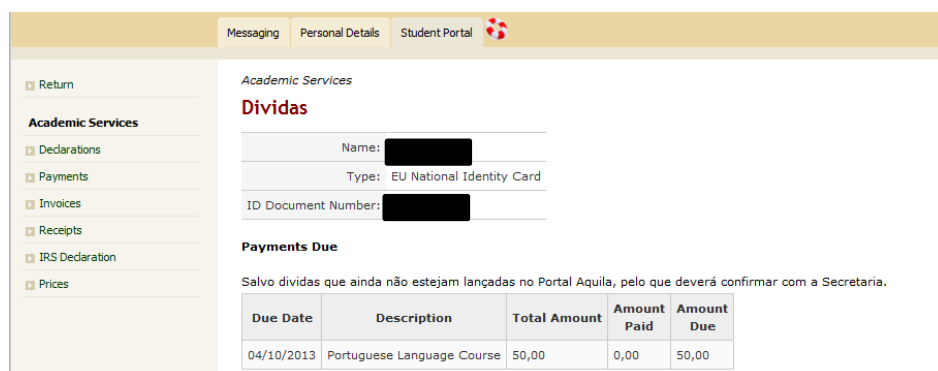 Messaging Personal Details Student Portal
Return
Academic Services
Declarations
Payments
Invoices
Receipts
IRS Declaration
Prices
Academic Services
Dividas
Name:
Type: EU National Identity Card
ID Document Number:
Payments Due
Salvo dividas que ainda não estejam lançadas no Portal Aquila, pelo que deverá confirmar com a Secretaria.
Due Date Description Total Amount Amount Paid Amount Due
04/10/2013 Portuguese Language Course 50,00 0,00 50,00